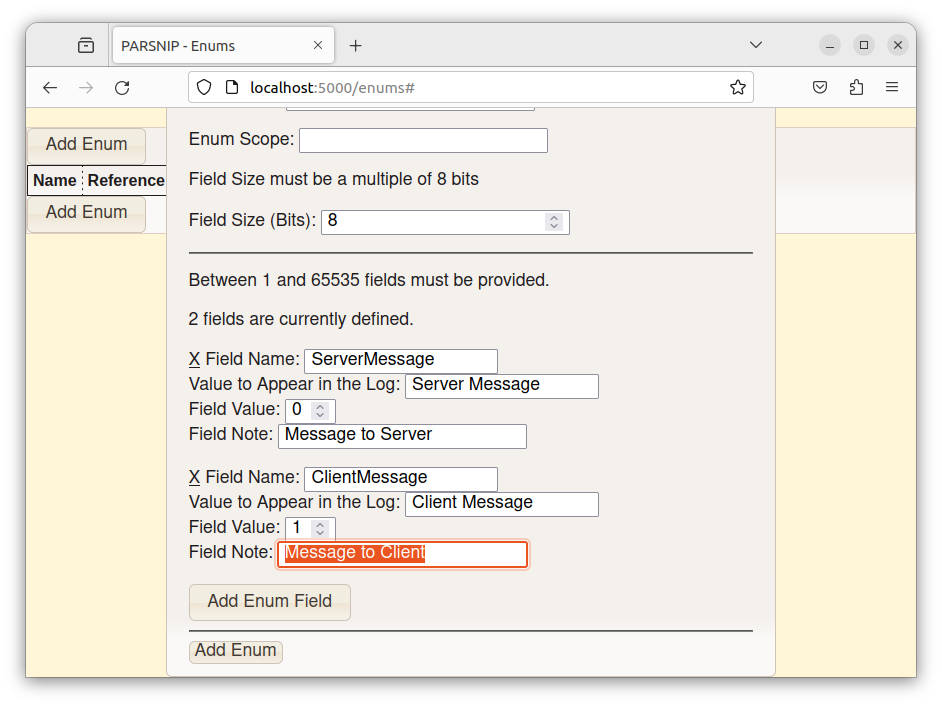 PARSNIP - Enums
localhost:5000/enums#
Add Enum
Name Reference
Add Enum
Enum Scope:
Field Size must be a multiple of 8 bits
Field Size (Bits): 8
Between 1 and 65535 fields must be provided.
2 fields are currently defined.
X Field Name: ServerMessage
Value to Appear in the Log: Server Message
Field Value: 0
Field Note: Message to Server
X Field Name: ClientMessage
Value to Appear in the Log: Client Message
Field Value: 1
Field Note: Message to Client
Add Enum Field
Add Enum